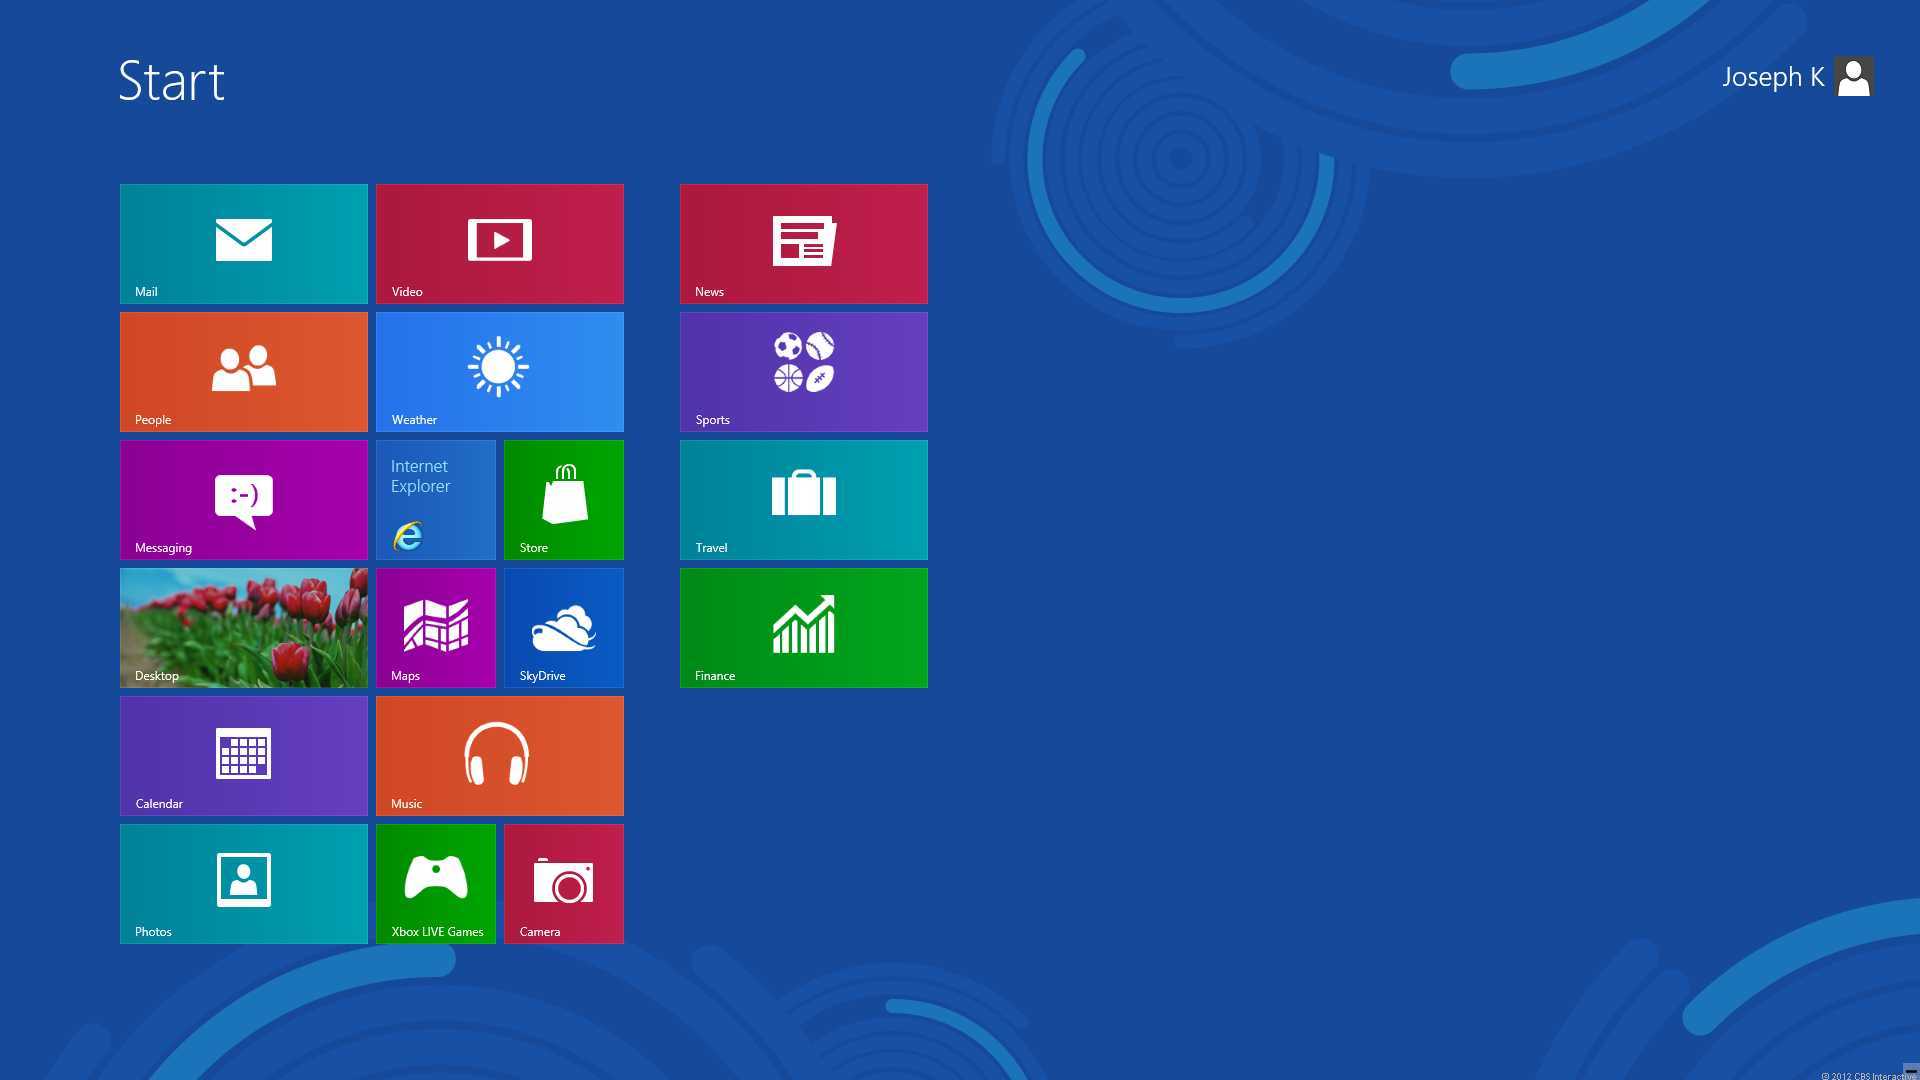 Start
Joseph K
Mail
Video
News
People
Weather
Sports
Messaging
Internet
Explorer
Store
Travel
Desktop
Maps
SkyDrive
Finance
Calendar
Music
Photos
Xbox LIVE Games
Camera
© 2012 CBS Interactive